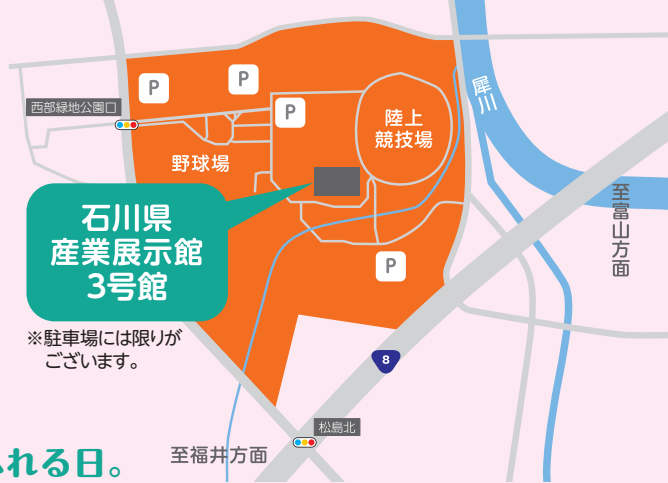 P
P
P
西部緑地公園口
陸上
競技場
犀川
野球場
至富山方面
石川県
産業展示館
3号館
P
※駐車場には限りが
ございます。
8
松島北
至福井方面
れる日。